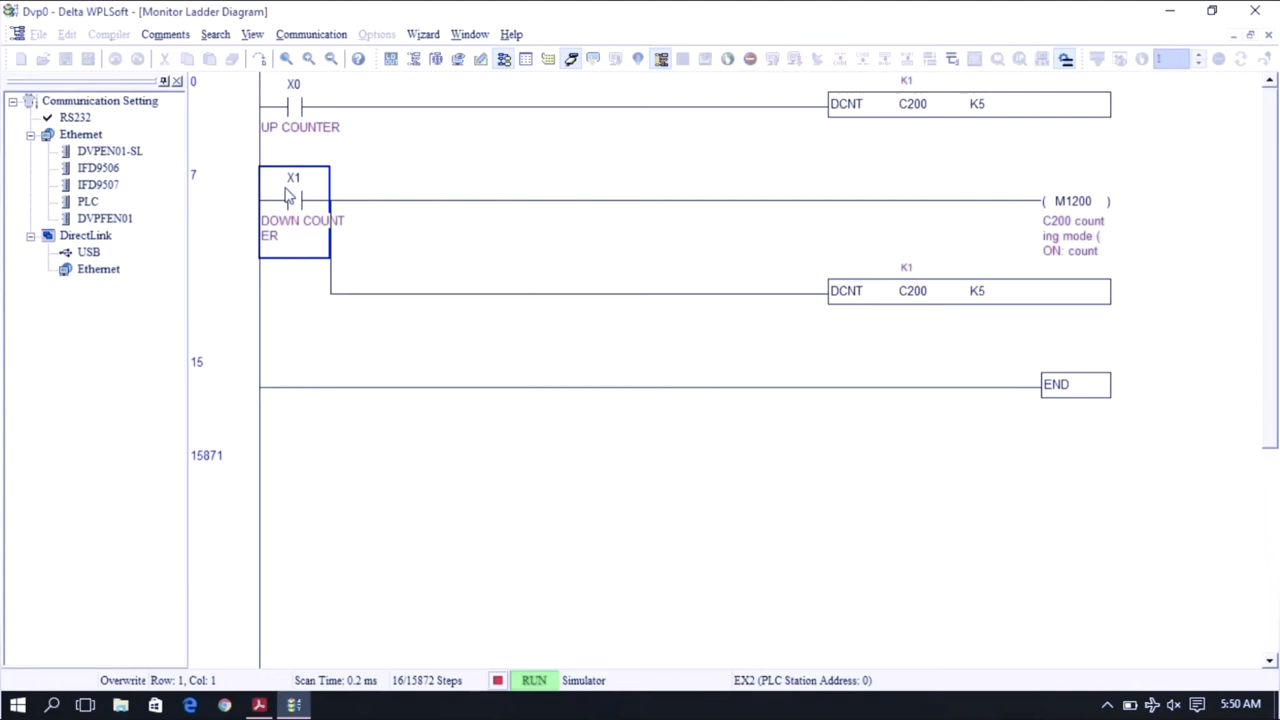 Dvp0 - Delta WPLSoft - [Monitor Ladder Diagram]
File Edit Compiler Comments Search View Communication Options Wizard Window Help
1
Communication Setting
RS232
Ethernet
DVPEN01-SL
IFD9506
IFD9507
PLC
DVPFEN01
DirectLink
USB
Ethernet
0
X0
K1
DCNT C200 K5
UP COUNTER
7
X1
( M1200 )
DOWN COUNT
ER
C200 count
ing mode (
ON: count
K1
DCNT C200 K5
15
END
15871
Overwrite Row: 1, Col: 1 Scan Time: 0.2 ms 16/15872 Steps RUN Simulator EX2 (PLC Station Address: 0)
5:50 AM